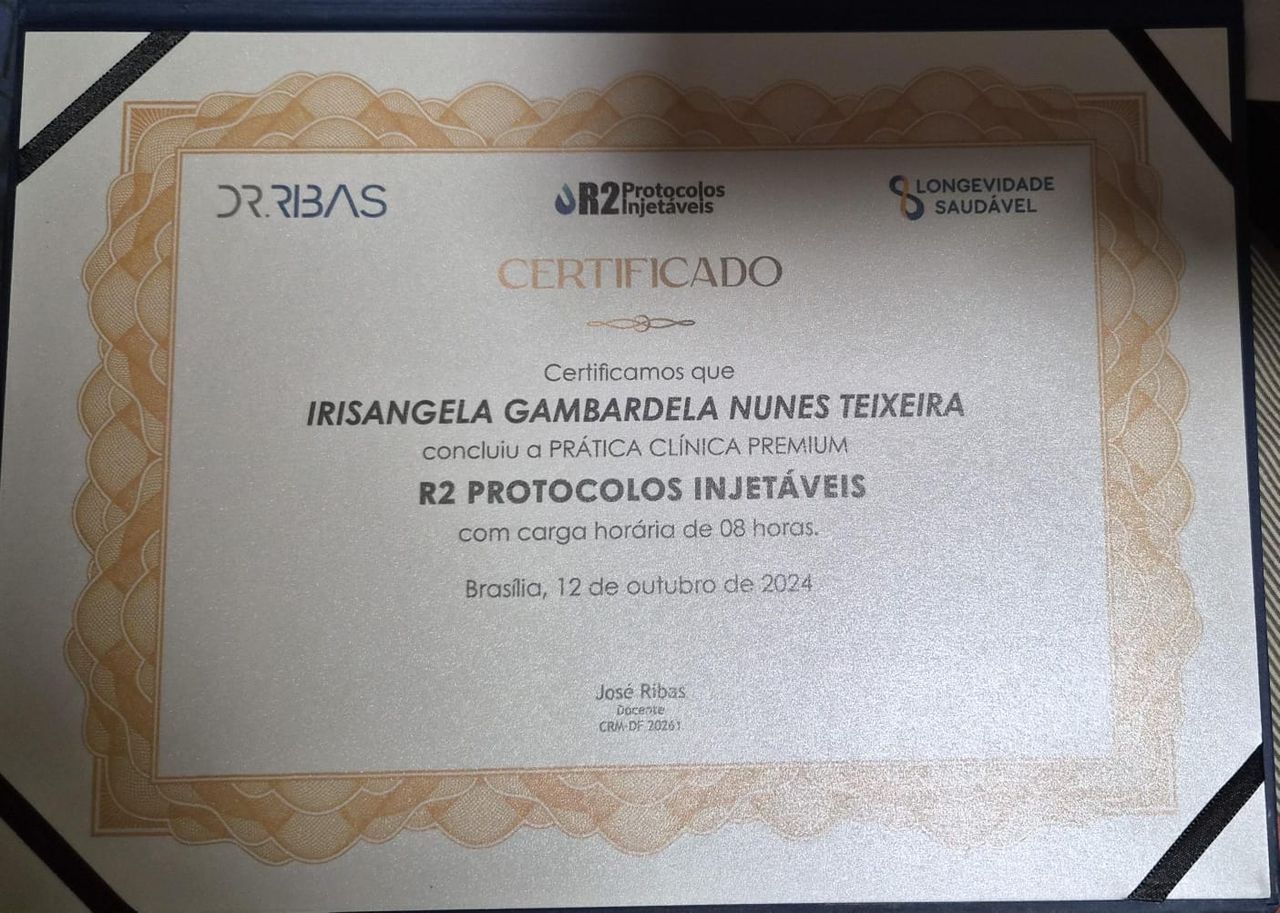 DR.RIBAS
R2 Protocolos
Injetáveis
LONGEVIDADE
SAUDÁVEL
CERTIFICADO
Certificamos que
IRISANGELA GAMBARDELA NUNES TEIXEIRA
concluiu a PRÁTICA CLÍNICA PREMIUM
R2 PROTOCOLOS INJETÁVEIS
com carga horária de 08 horas.
Brasília, 12 de outubro de 2024
José Ribas
Docente
CRM-DF 20261